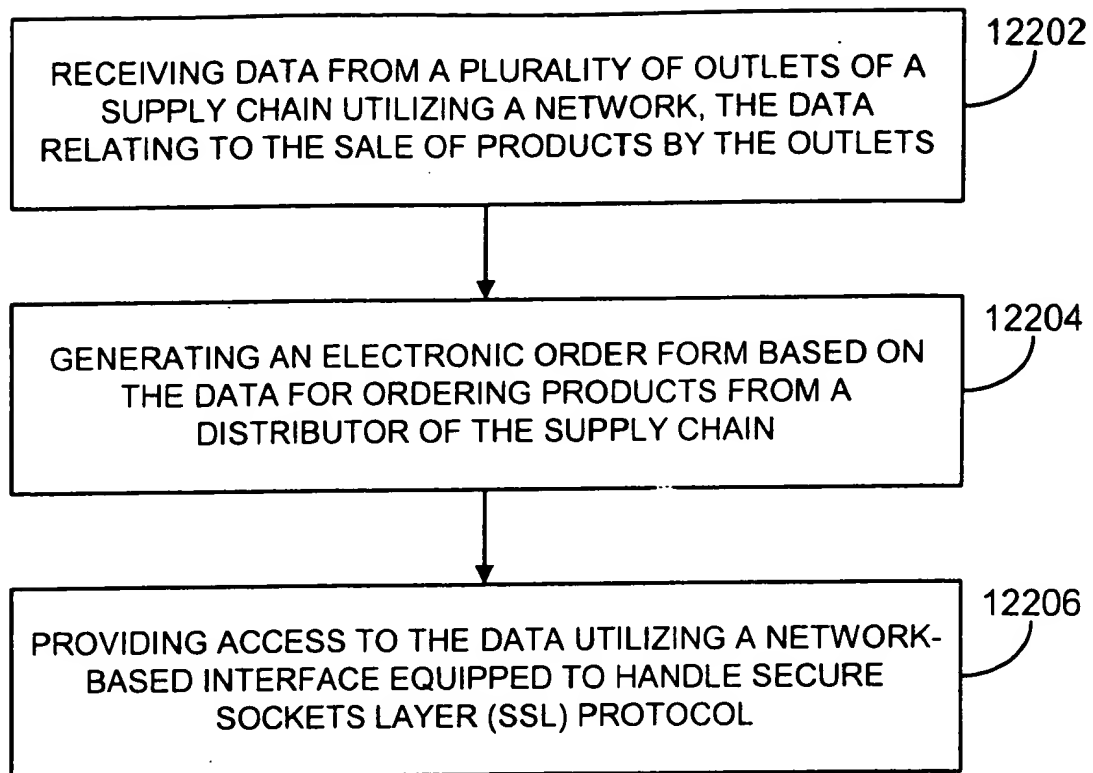 12202
RECEIVING DATA FROM A PLURALITY OF OUTLETS OF A
SUPPLY CHAIN UTILIZING A NETWORK, THE DATA
RELATING TO THE SALE OF PRODUCTS BY THE OUTLETS
12204
GENERATING AN ELECTRONIC ORDER FORM BASED ON
THE DATA FOR ORDERING PRODUCTS FROM A
DISTRIBUTOR OF THE SUPPLY CHAIN
12206
PROVIDING ACCESS TO THE DATA UTILIZING A NETWORK-
BASED INTERFACE EQUIPPED TO HANDLE SECURE
SOCKETS LAYER (SSL) PROTOCOL